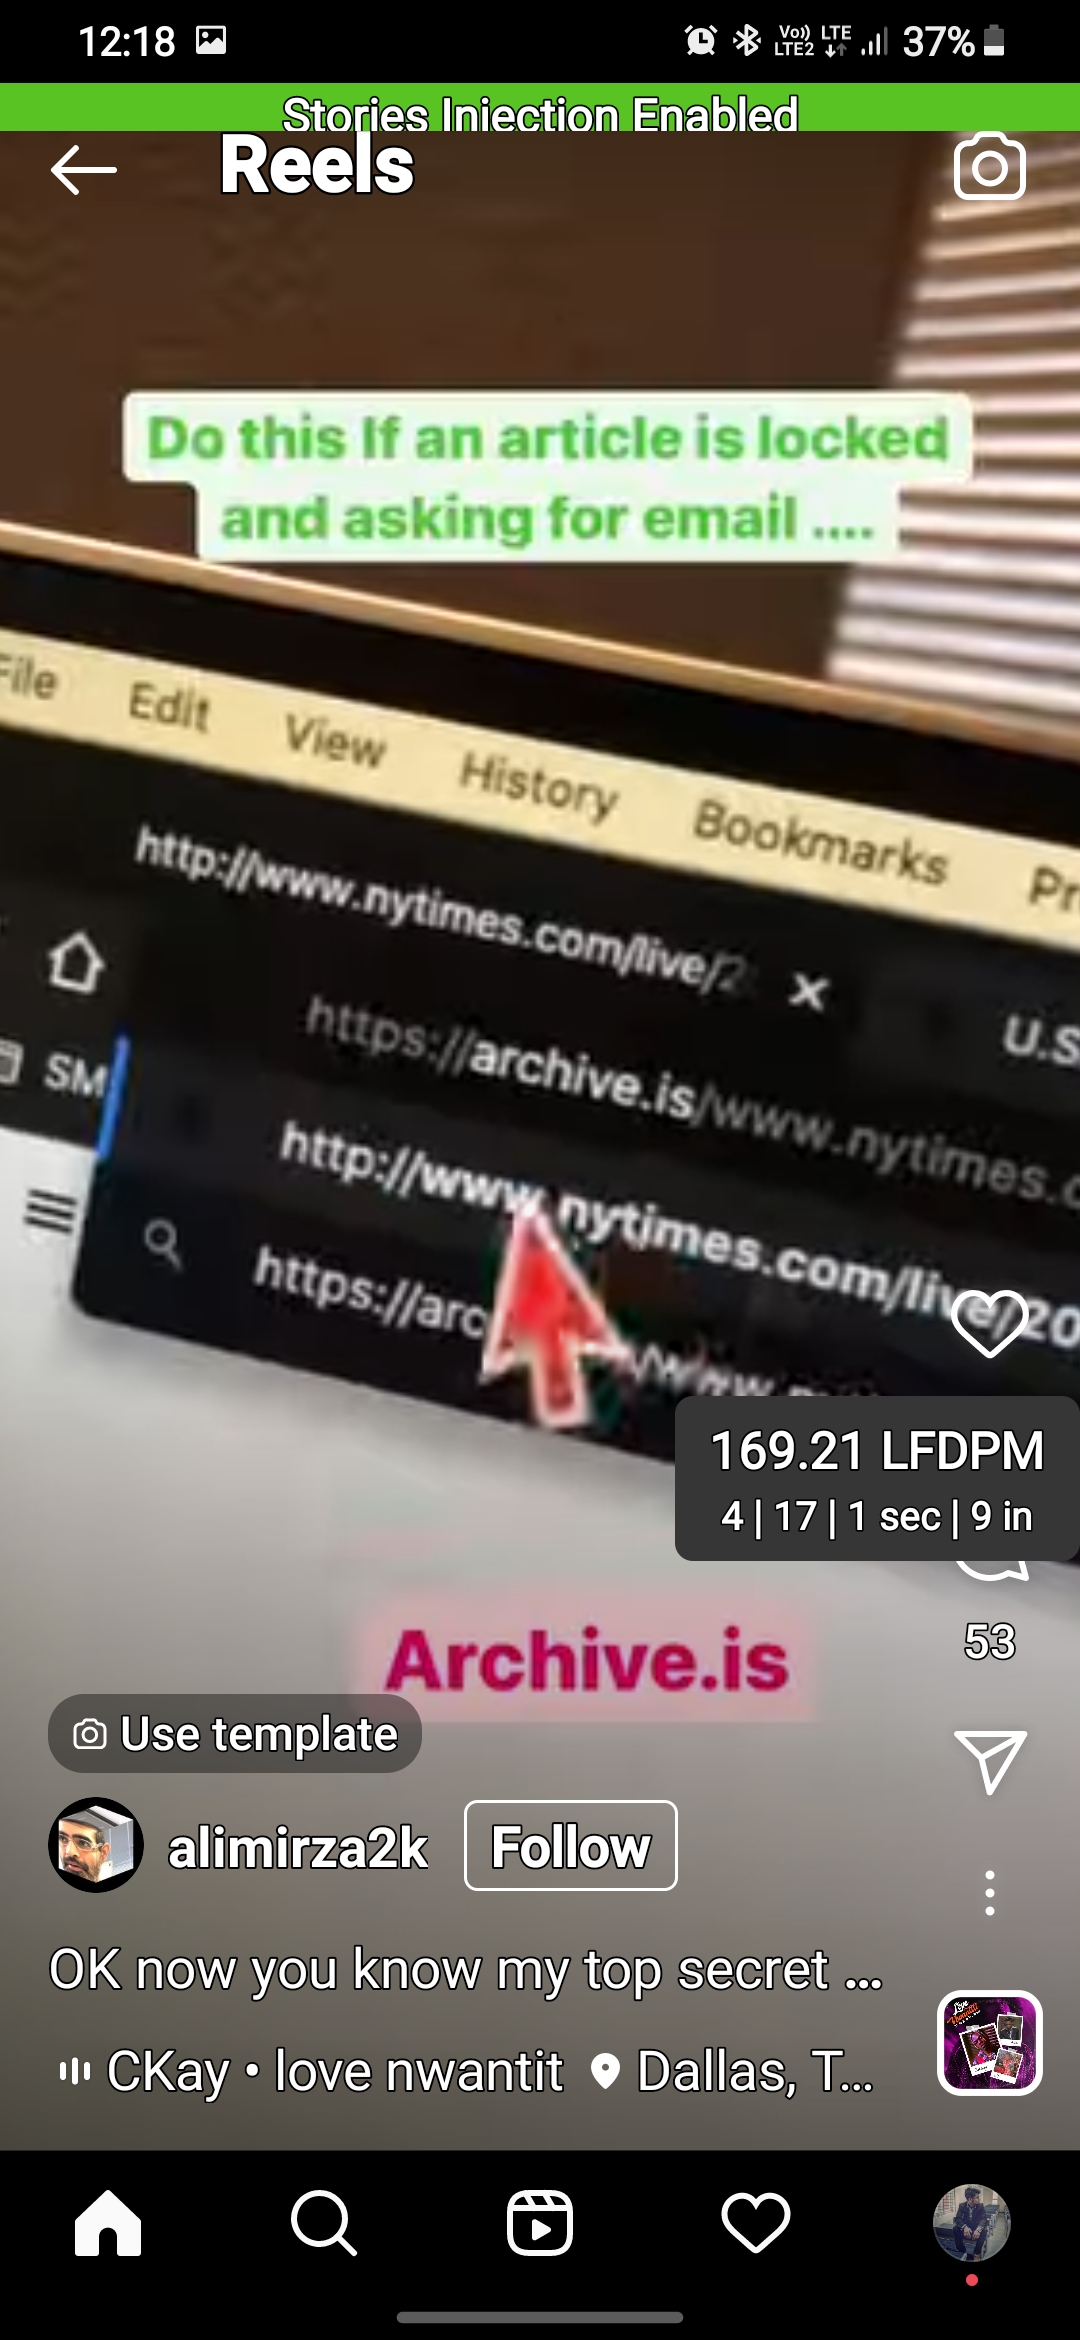 12:18
Vo)) LTE2 LTE 37%
Stories Injection Enabled
Reels
Do this If an article is locked
and asking for email ....
File Edit View History Bookmarks
http://www.nytimes.com/live/2
U.S
https://archive.is/www.nytimes.c
SM
http://www.nytimes.com/live/20
https://arc
169.21 LFDPM
4 | 17 | 1 sec | 9 in
53
Archive.is
Use template
alimirza2k Follow
OK now you know my top secret ...
CKay • love nwantit Dallas, T...